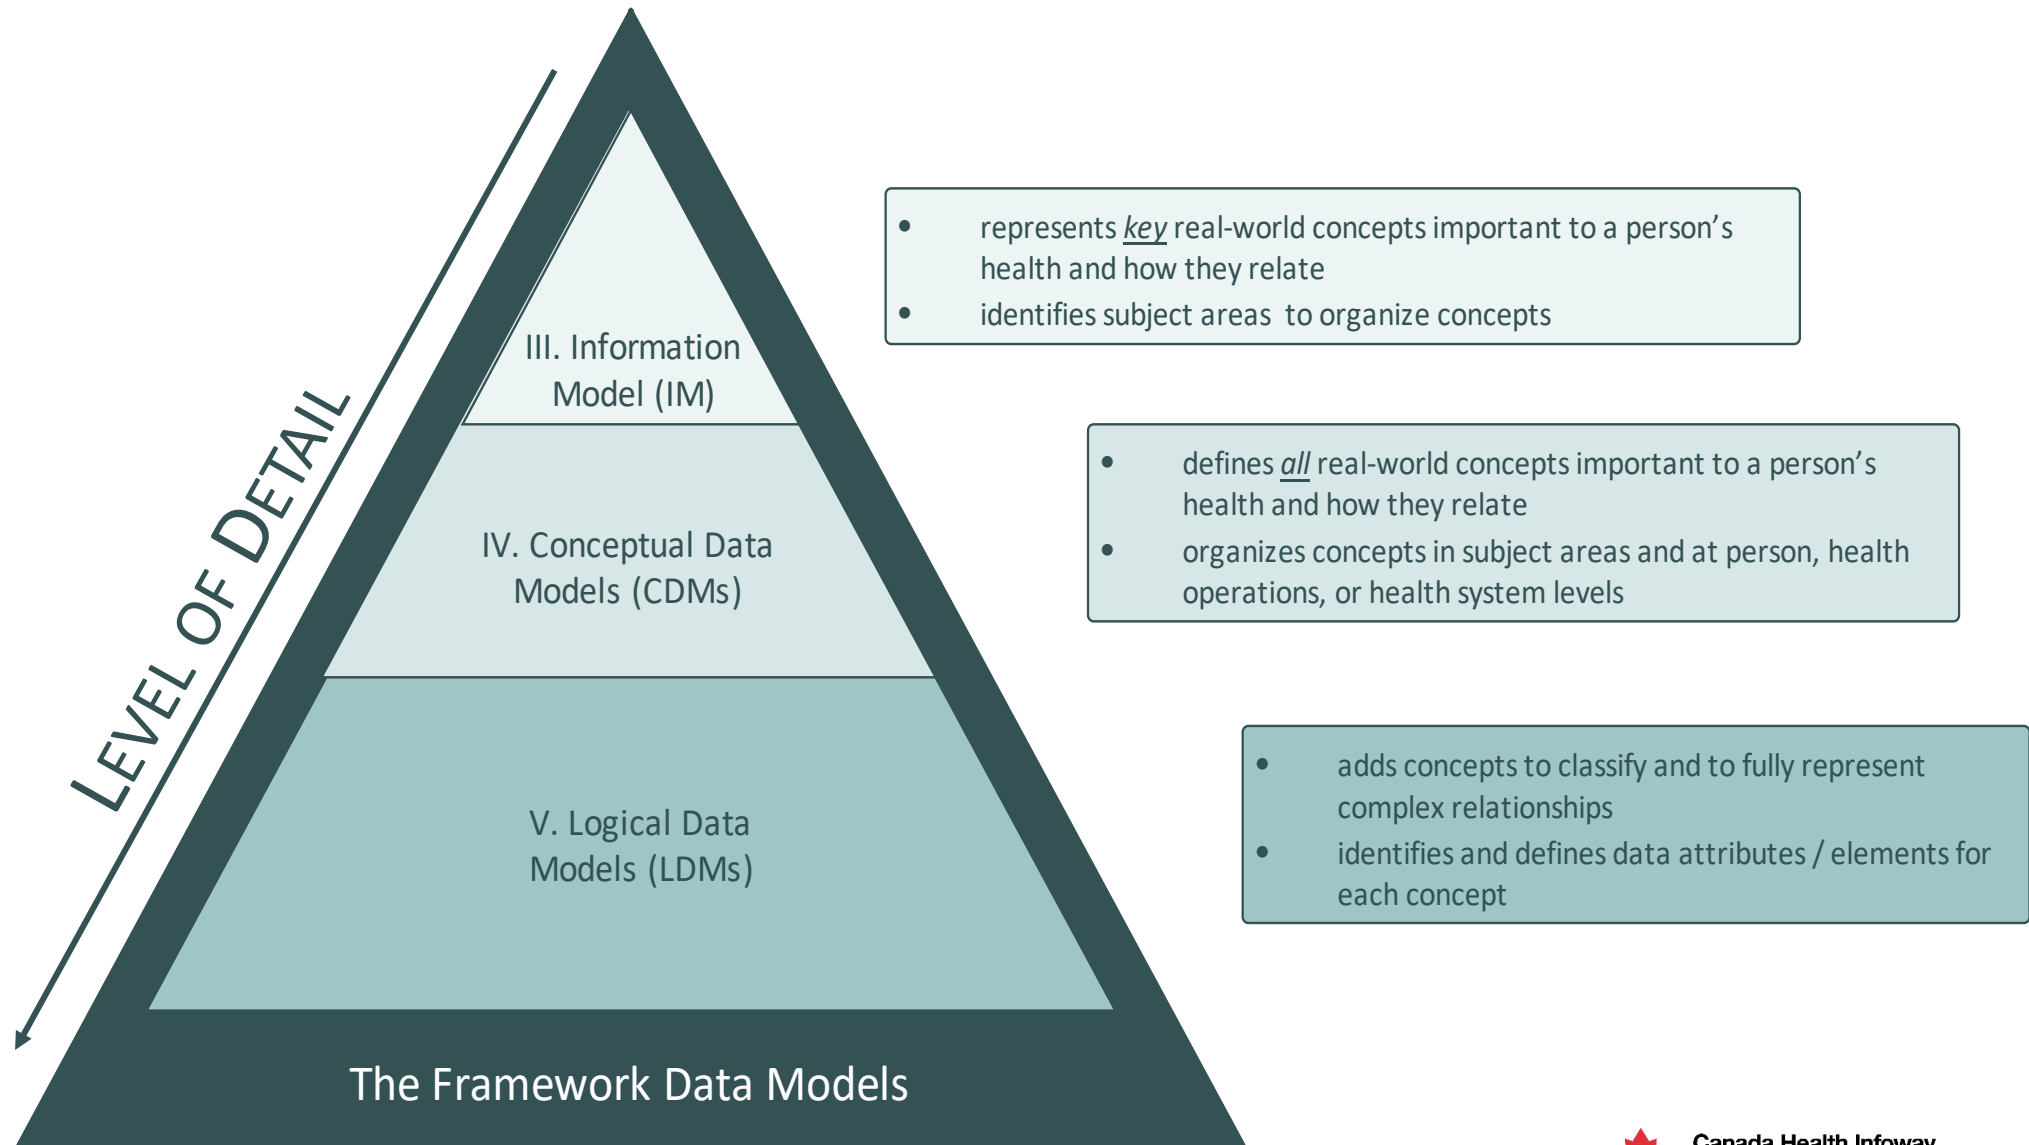 LEVEL OF DETAIL
III. Information
Model (IM)
IV. Conceptual Data
Models (CDMs)
V. Logical Data
Models (LDMs)
The Framework Data Models
• represents key real-world concepts important to a person’s
health and how they relate
• identifies subject areas to organize concepts
• defines all real-world concepts important to a person’s
health and how they relate
• organizes concepts in subject areas and at person, health
operations, or health system levels
• adds concepts to classify and to fully represent
complex relationships
• identifies and defines data attributes / elements for
each concept
Canada Health Infoway